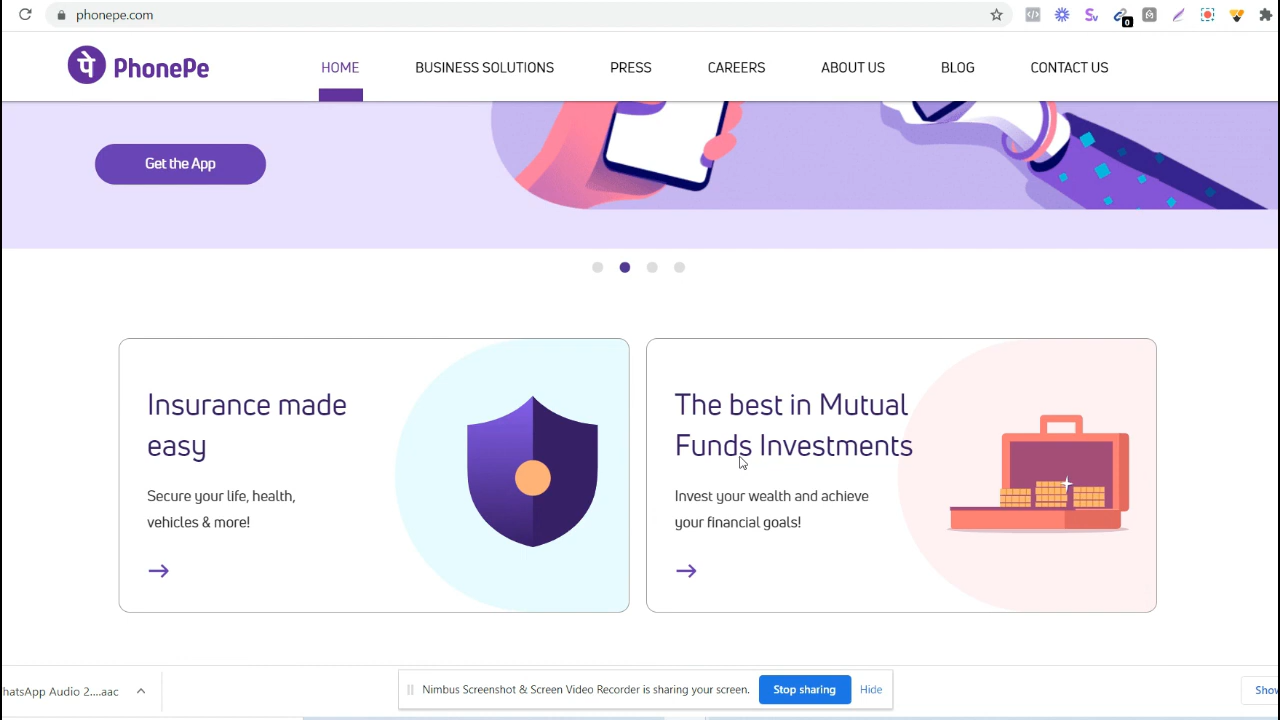 phonepe.com
0
पे PhonePe
HOME
BUSINESS SOLUTIONS
PRESS
CAREERS
ABOUT US
BLOG
CONTACT US
Get the App
Insurance made
easy
Secure your life, health,
vehicles & more!
The best in Mutual
Funds Investments
Invest your wealth and achieve
your financial goals!
hatsApp Audio 2....aac
Nimbus Screenshot & Screen Video Recorder is sharing your screen.
Stop sharing
Hide
Show